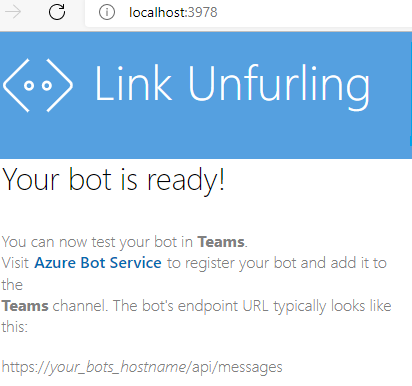 localhost:3978
Link Unfurling
Your bot is ready!
You can now test your bot in Teams.
Visit Azure Bot Service to register your bot and add it to
the
Teams channel. The bot's endpoint URL typically looks like
this:
https://your_bots_hostname/api/messages